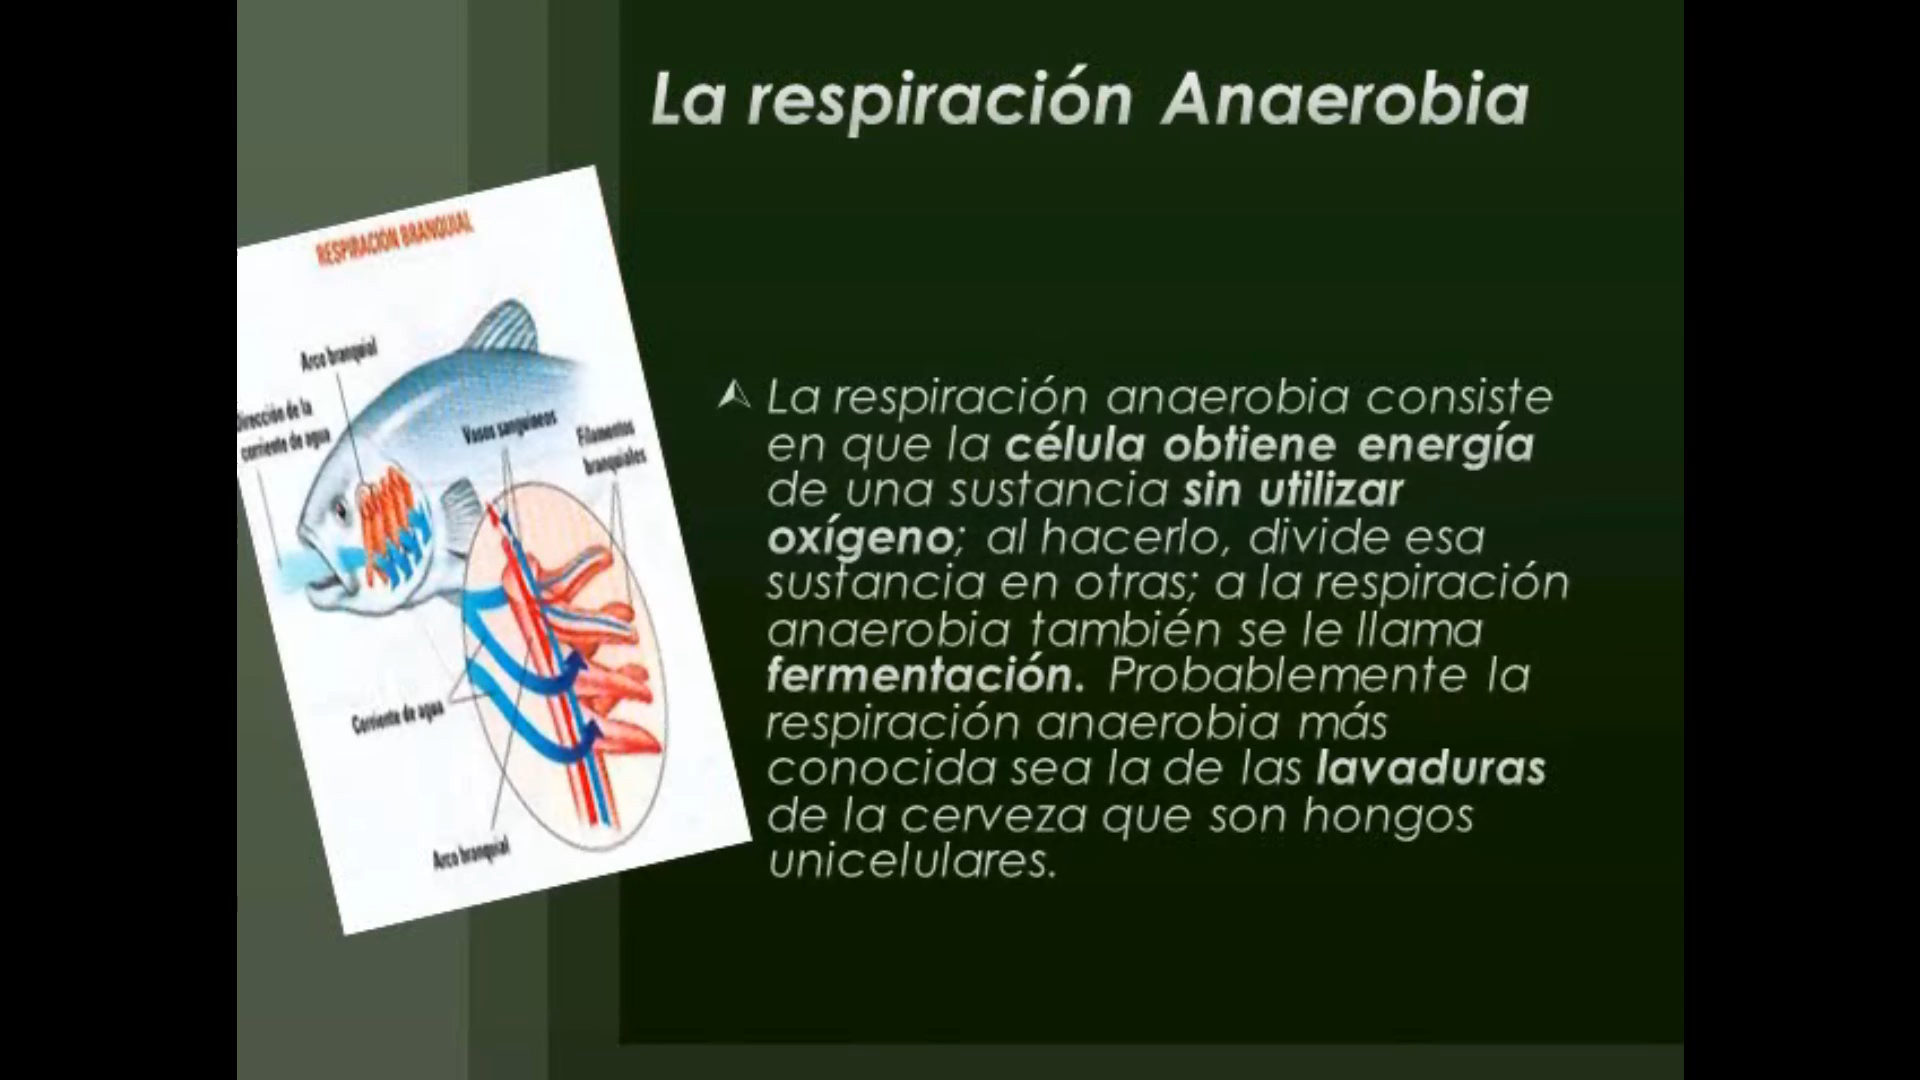 La respiración Anaerobia
RESPIRACIÓN BRANQUIAL
Arco branquial
Dirección de la
corriente de agua
Vasos sanguíneos
Filamentos
branquiales
Corriente de agua
Arco branquial
La respiración anaerobia consiste
en que la célula obtiene energía
de una sustancia sin utilizar
oxígeno; al hacerlo, divide esa
sustancia en otras; a la respiración
anaerobia también se le llama
fermentación. Probablemente la
respiración anaerobia más
conocida sea la de las lavaduras
de la cerveza que son hongos
unicelulares.